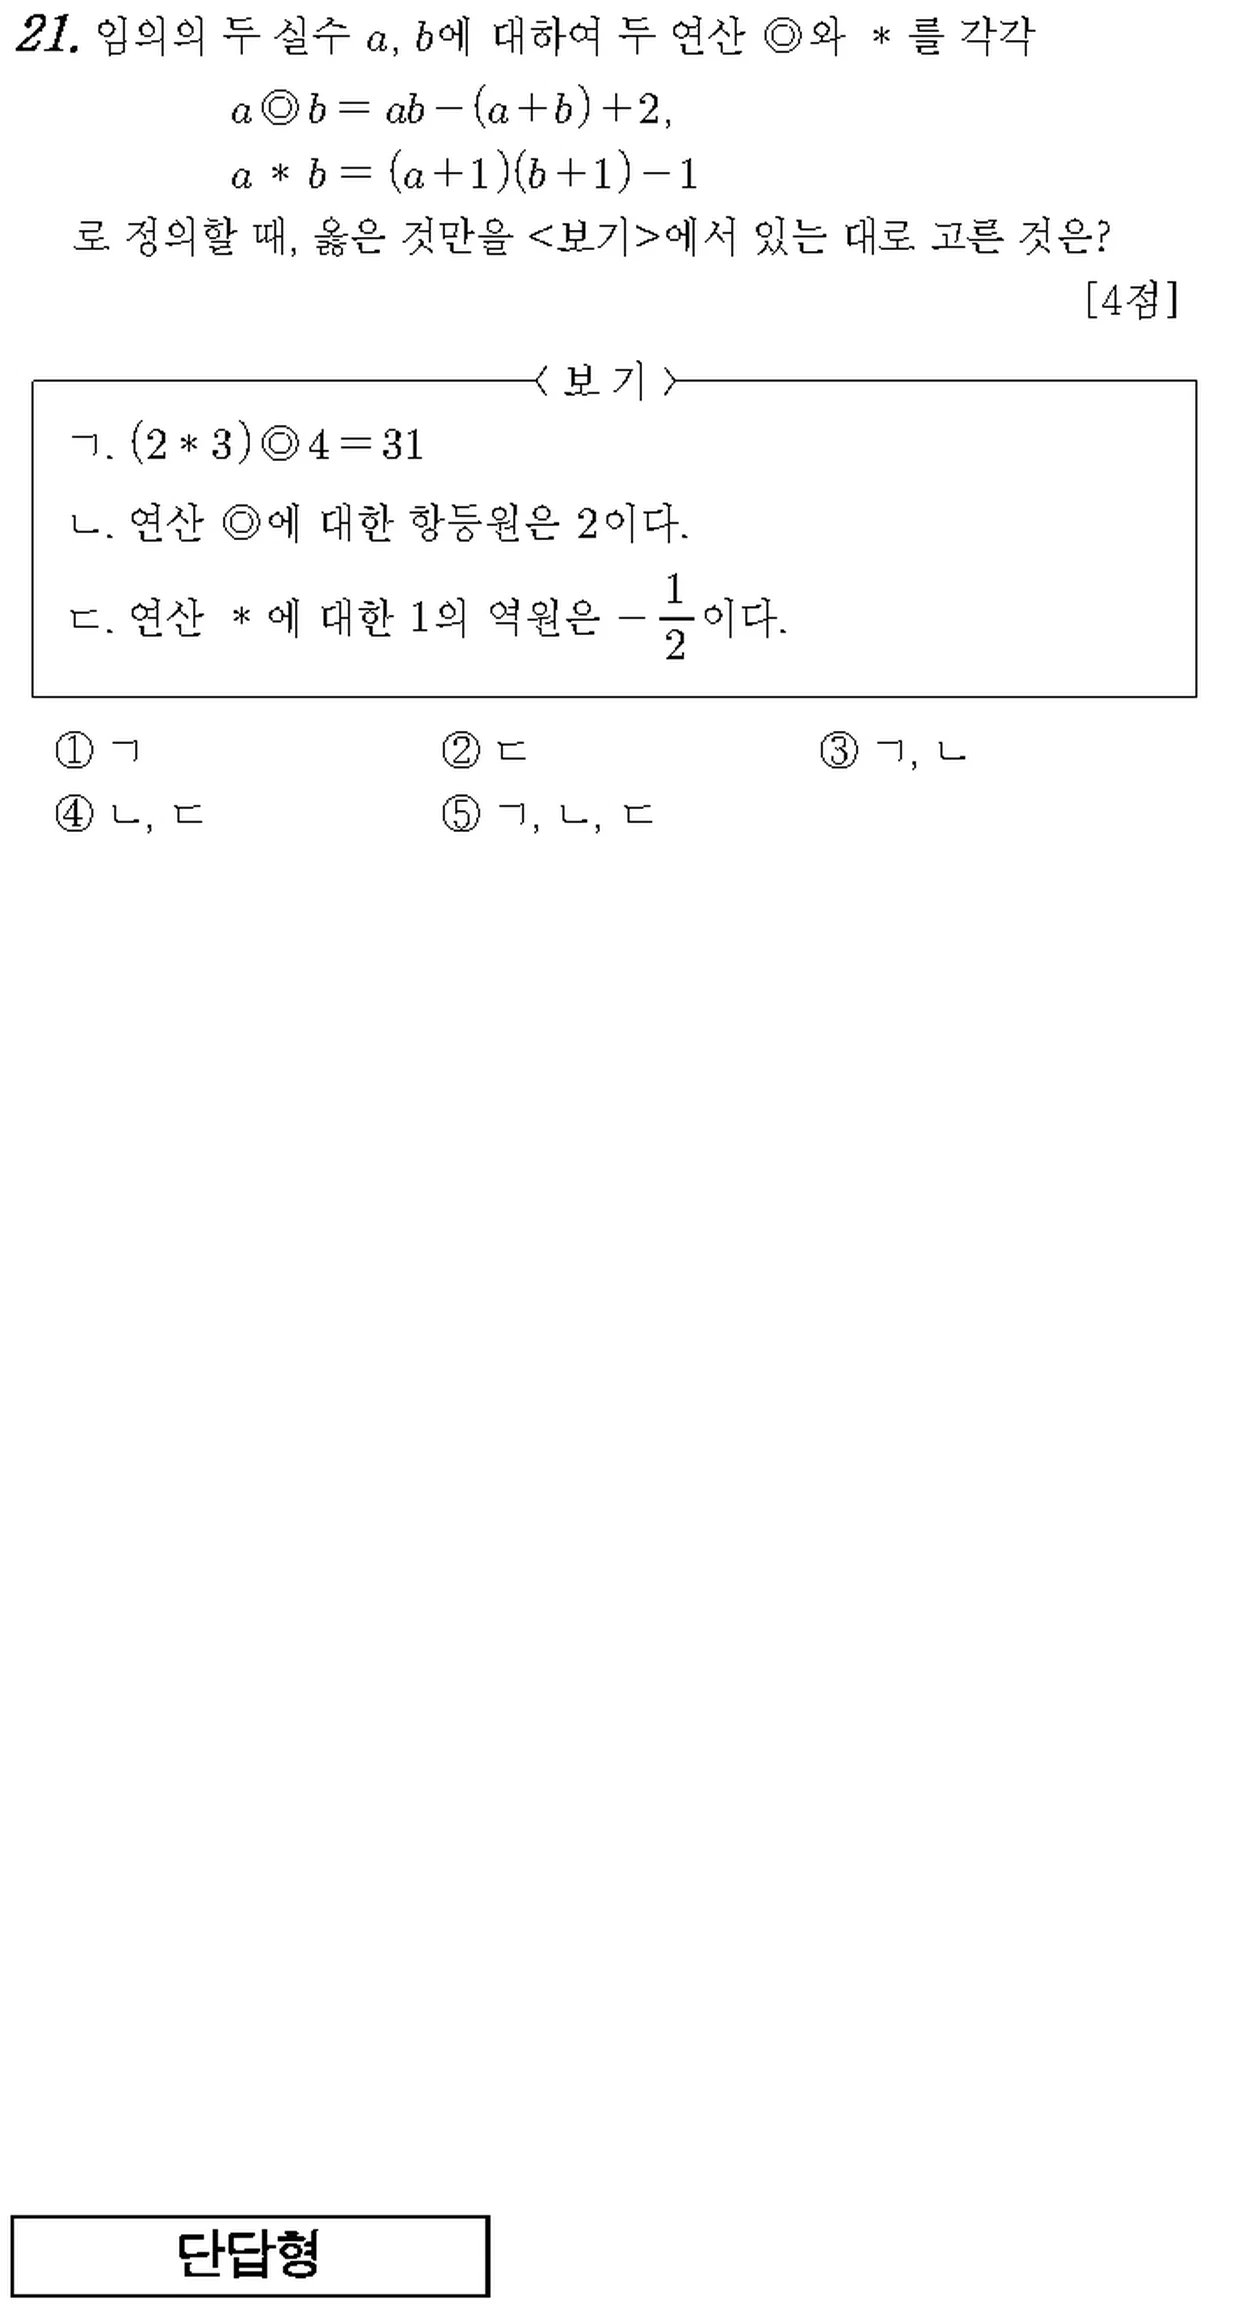 21. 임의의 두 실수 a, b에 대하여 두 연산 ◎와 * 를 각각
a◎b = ab-(a+b)+2,
a * b = (a+1)(b+1)-1
로 정의할 때, 옳은 것만을 <보기>에서 있는 대로 고른 것은?
[4점]
< 보 기 >
ㄱ. (2 * 3)◎4 = 31
ㄴ. 연산 ◎에 대한 항등원은 2이다.
ㄷ. 연산 * 에 대한 1의 역원은 -1/2이다.
① ㄱ ② ㄷ ③ ㄱ, ㄴ
④ ㄴ, ㄷ ⑤ ㄱ, ㄴ, ㄷ
단답형